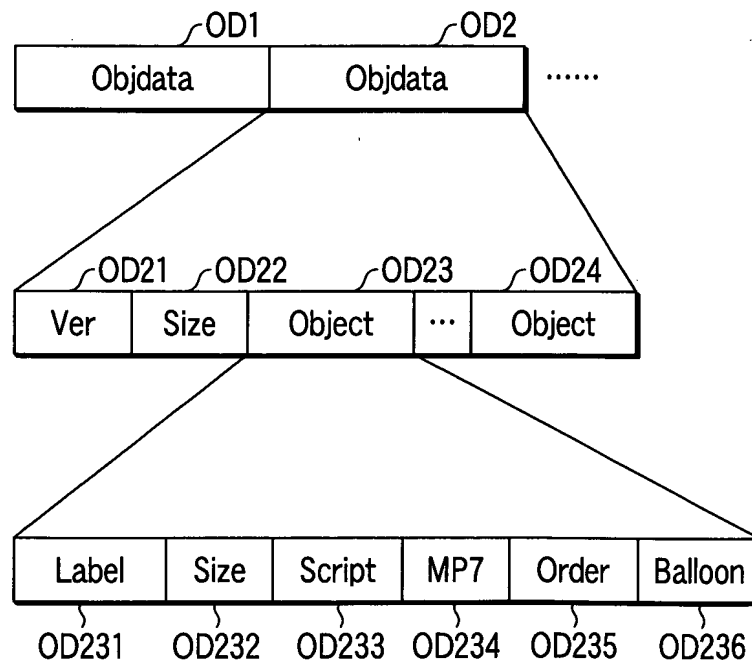 OD1 OD2
Objdata Objdata ......
OD21 OD22 OD23 OD24
Ver Size Object ... Object
Label Size Script MP7 Order Balloon
OD231 OD232 OD233 OD234 OD235 OD236